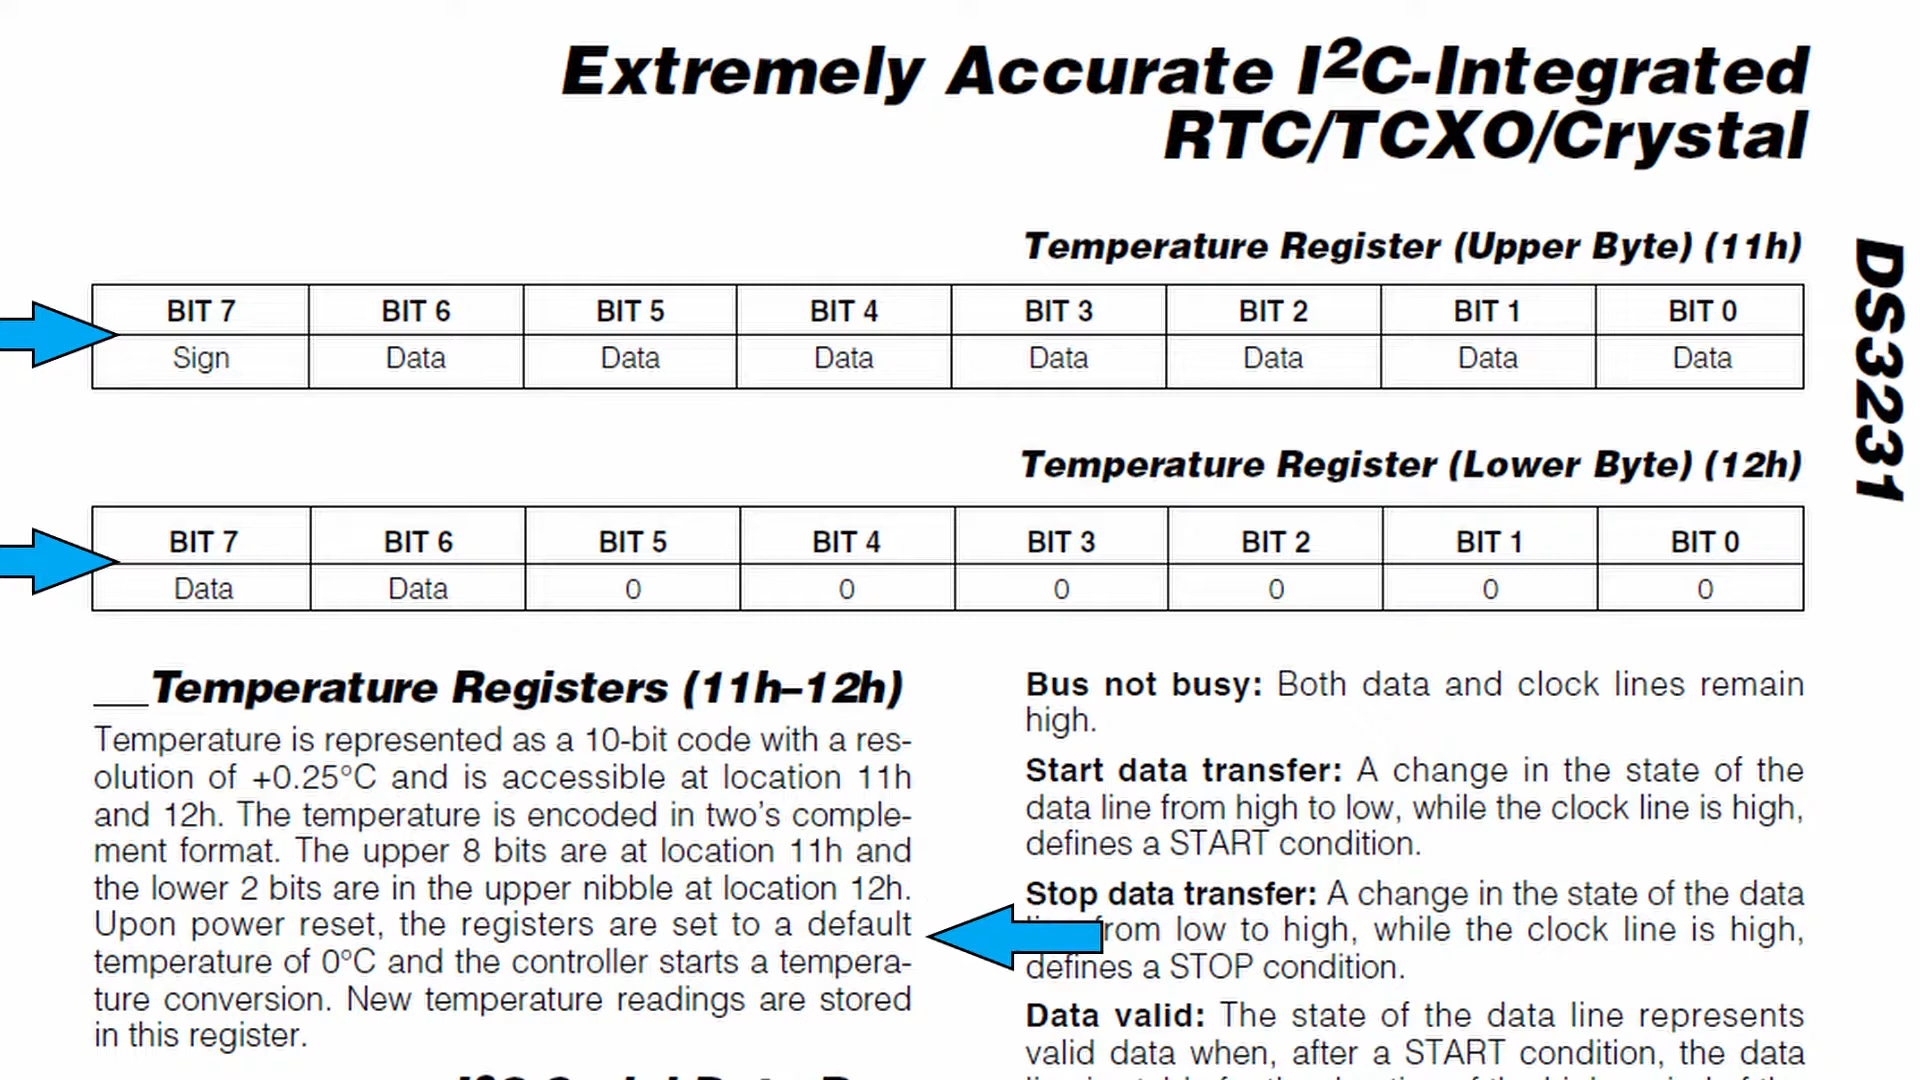 Extremely Accurate I²C-Integrated
RTC/TCXO/Crystal
DS3231
Temperature Register (Upper Byte) (11h)
BIT 7 BIT 6 BIT 5 BIT 4 BIT 3 BIT 2 BIT 1 BIT 0
Sign Data Data Data Data Data Data Data
Temperature Register (Lower Byte) (12h)
BIT 7 BIT 6 BIT 5 BIT 4 BIT 3 BIT 2 BIT 1 BIT 0
Data Data 0 0 0 0 0 0
Temperature Registers (11h–12h)
Temperature is represented as a 10-bit code with a res-
olution of +0.25°C and is accessible at location 11h
and 12h. The temperature is encoded in two's comple-
ment format. The upper 8 bits are at location 11h and
the lower 2 bits are in the upper nibble at location 12h.
Upon power reset, the registers are set to a default
temperature of 0°C and the controller starts a tempera-
ture conversion. New temperature readings are stored
in this register.
Bus not busy: Both data and clock lines remain
high.
Start data transfer: A change in the state of the
data line from high to low, while the clock line is high,
defines a START condition.
Stop data transfer: A change in the state of the data
from low to high, while the clock line is high,
defines a STOP condition.
Data valid: The state of the data line represents
valid data when, after a START condition, the data